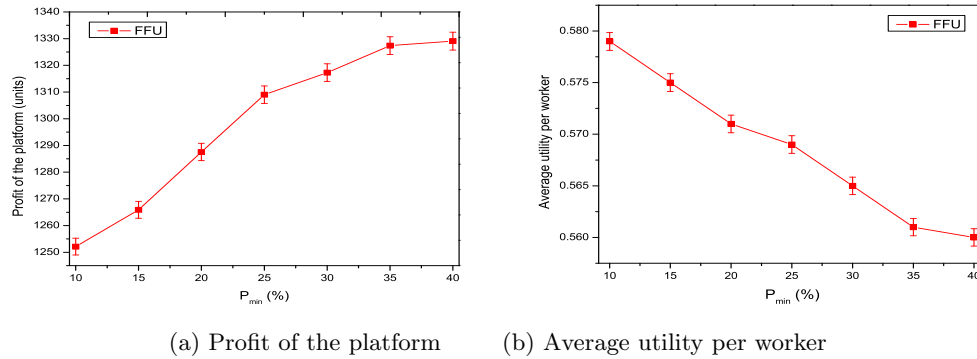 FFU
1340
1330
1320
1310
1300
1290
1280
1270
1260
1250
Profit of the platform (units)
10 15 20 25 30 35 40
P_min (%)
FFU
0.580
0.575
0.570
0.565
0.560
Average utility per worker
10 15 20 25 30 35 40
P_min (%)
(a) Profit of the platform (b) Average utility per worker